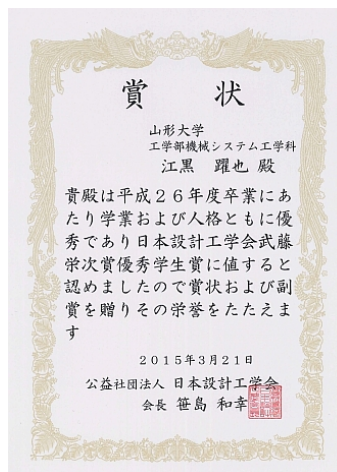 賞　状
山形大学
工学部機械システム工学科
江黒　躍也 殿
貴殿は平成２６年度卒業にあ
たり学業および人格ともに優
秀であり日本設計工学会武藤
栄次賞優秀学生賞に値すると
認めましたので賞状および副
賞を贈りその栄誉をたたえま
す
２０１５年３月２１日
公益社団法人 日本設計工学会
会長 笹島 和幸